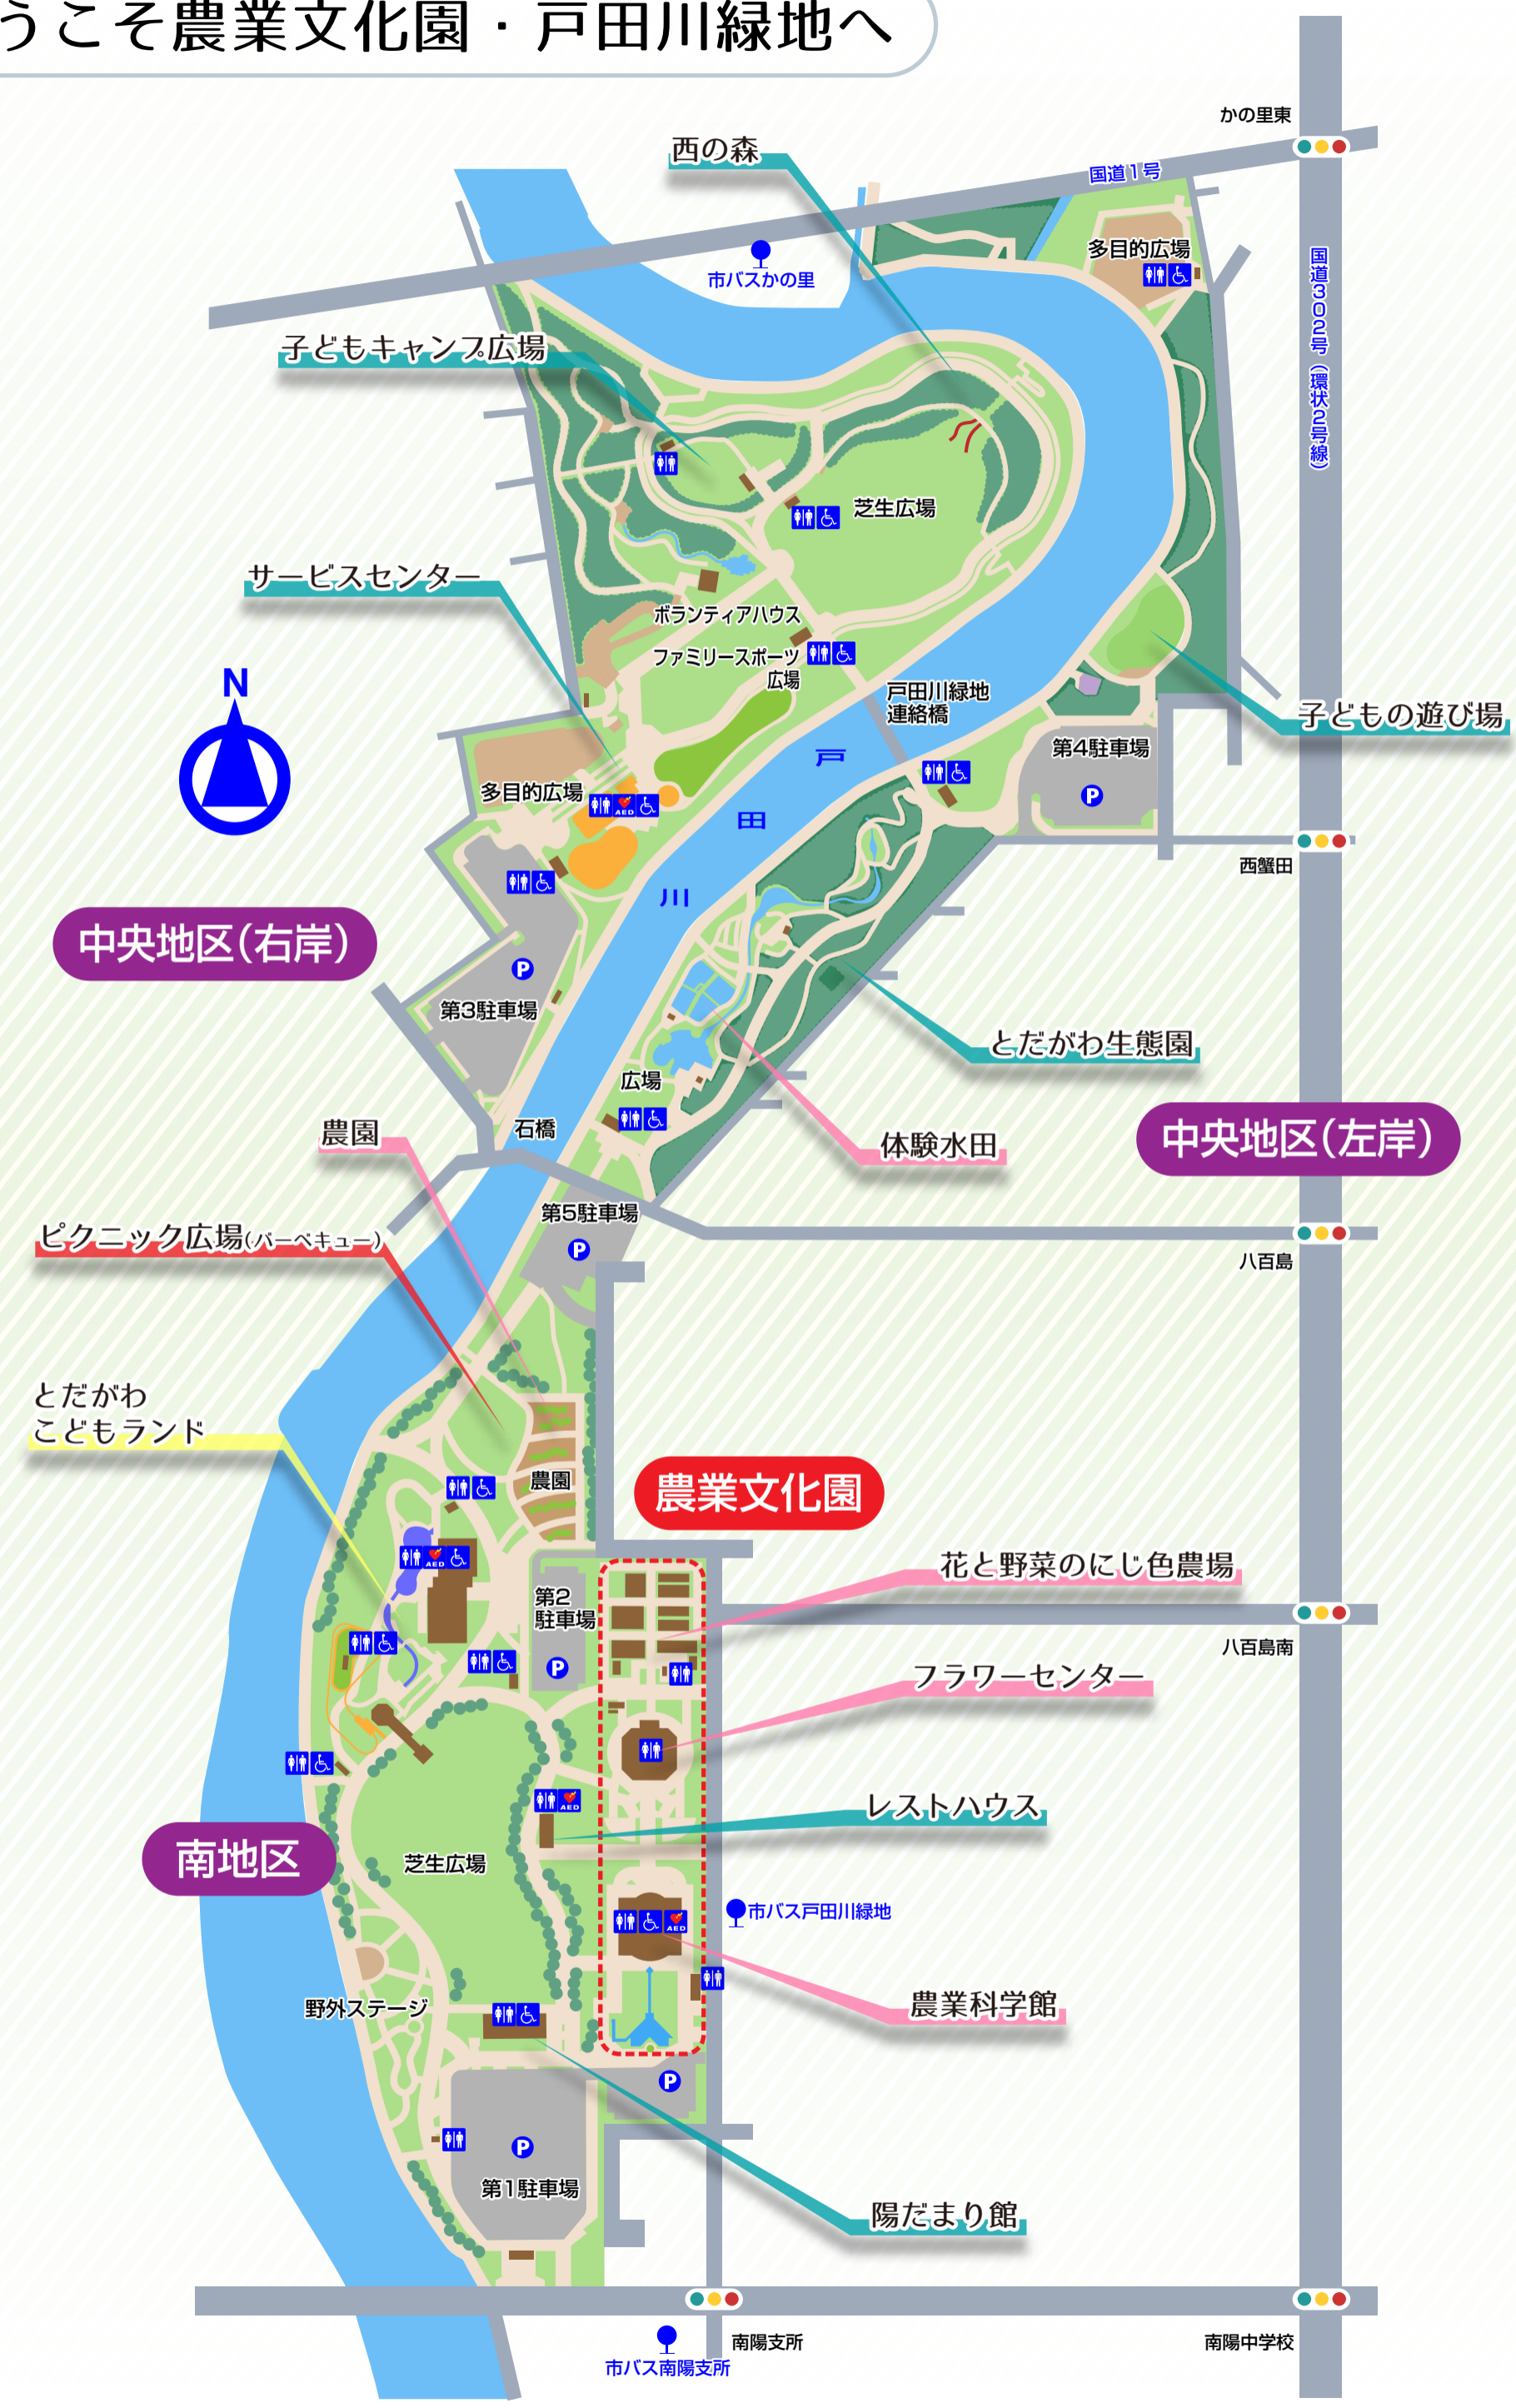 うこそ農業文化園・戸田川緑地へ
かの里東
西の森
国道1号
多目的広場
市バスかの里
国道302号（環状2号線）
子どもキャンプ広場
芝生広場
サービスセンター
ボランティアハウス
ファミリースポーツ
広場
N
戸田川緑地
連絡橋
子どもの遊び場
第4駐車場
P
戸
田
川
多目的広場
AED
西蟹田
中央地区(右岸)
P
第3駐車場
とだがわ生態園
広場
石橋
農園
体験水田
中央地区(左岸)
第5駐車場
P
ピクニック広場(バーベキュー)
八百島
とだがわ
こどもランド
農園
農業文化園
AED
花と野菜のにじ色農場
第2
駐車場
P
八百島南
フラワーセンター
AED
レストハウス
南地区
芝生広場
市バス戸田川緑地
AED
野外ステージ
農業科学館
P
P
第1駐車場
陽だまり館
南陽支所
南陽中学校
市バス南陽支所